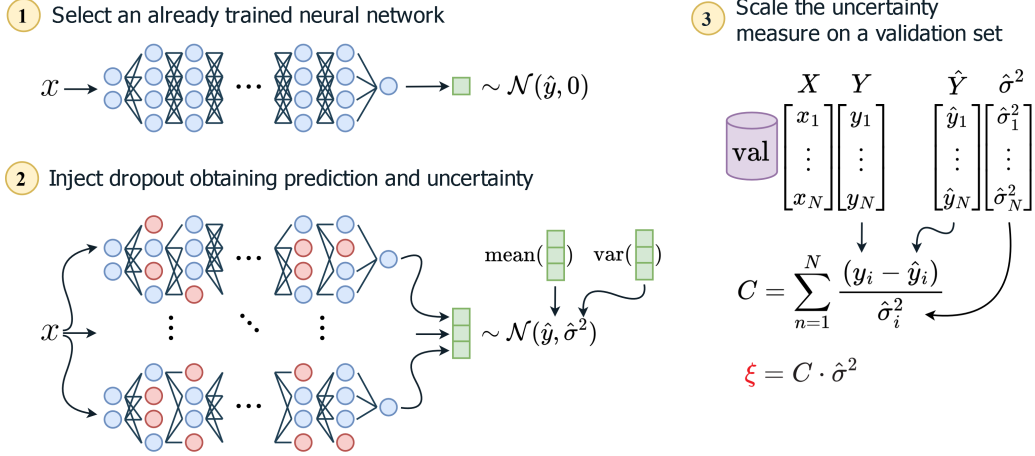 1 Select an already trained neural network
x ... ∼ 𝒩(ŷ, 0)
2 Inject dropout obtaining prediction and uncertainty
mean( ) var( )
x ⋮ ⋱ ⋮ ∼ 𝒩(ŷ, σ̂²)
...
3 Scale the uncertainty
measure on a validation set
X Y Ŷ σ̂²
val [x₁ ⋮ x_N] [y₁ ⋮ y_N] [ŷ₁ ⋮ ŷ_N] [σ̂₁² ⋮ σ̂_N²]
C = ∑_{n=1}^{N} (y_i − ŷ_i) / σ̂_i²
ξ = C · σ̂²